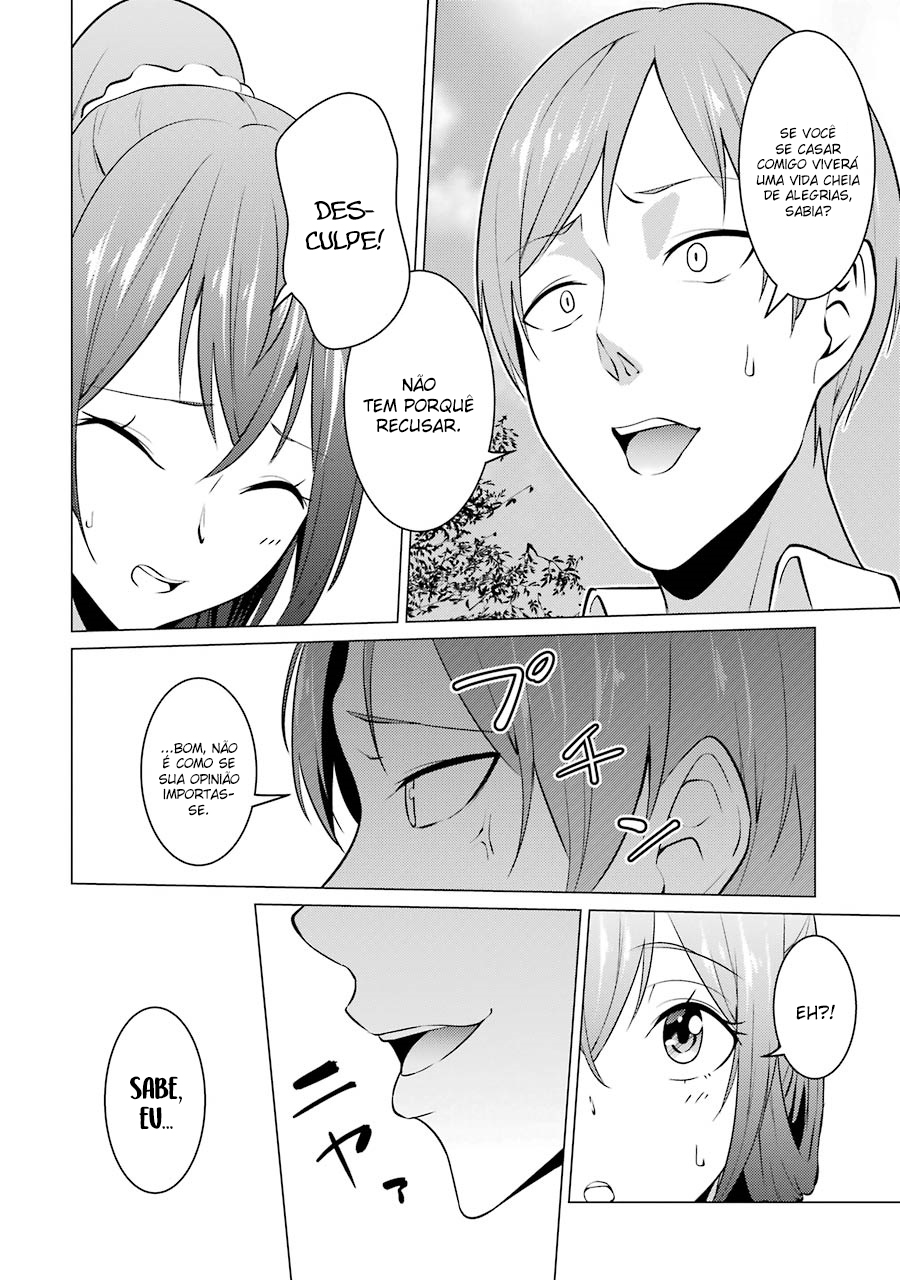 SE VOCÊ
SE CASAR
COMIGO VIVERÁ
UMA VIDA CHEIA
DE ALEGRIAS,
SABIA?
NÃO
TEM PORQUÊ
RECUSAR.
DES-
CULPE!
プチン
...BOM, NÃO
É COMO SE
SUA OPINIÃO
IMPORTAS-
SE.
EH?!
ニヤァ
SABE,
EU...